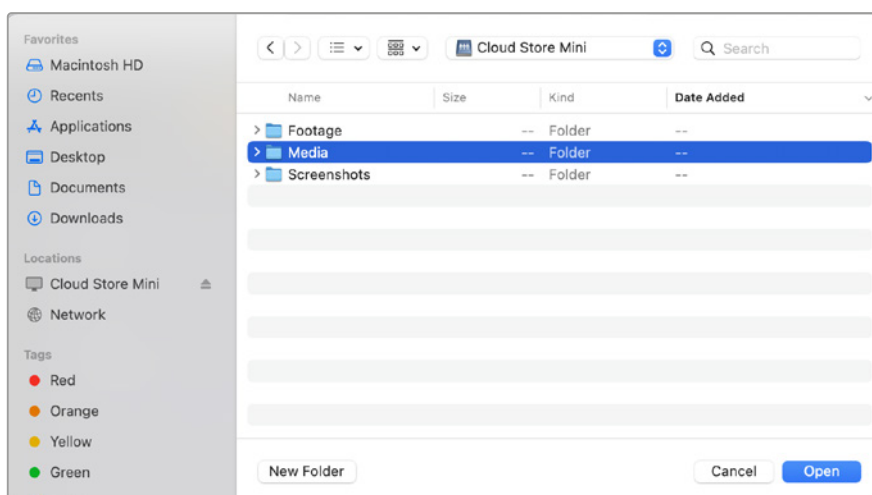 Favorites
Macintosh HD
Recents
Applications
Desktop
Documents
Downloads
Locations
Cloud Store Mini
Network
Tags
Red
Orange
Yellow
Green
Cloud Store Mini
Search
Name Size Kind Date Added
Footage -- Folder --
Media -- Folder --
Screenshots -- Folder --
New Folder Cancel Open